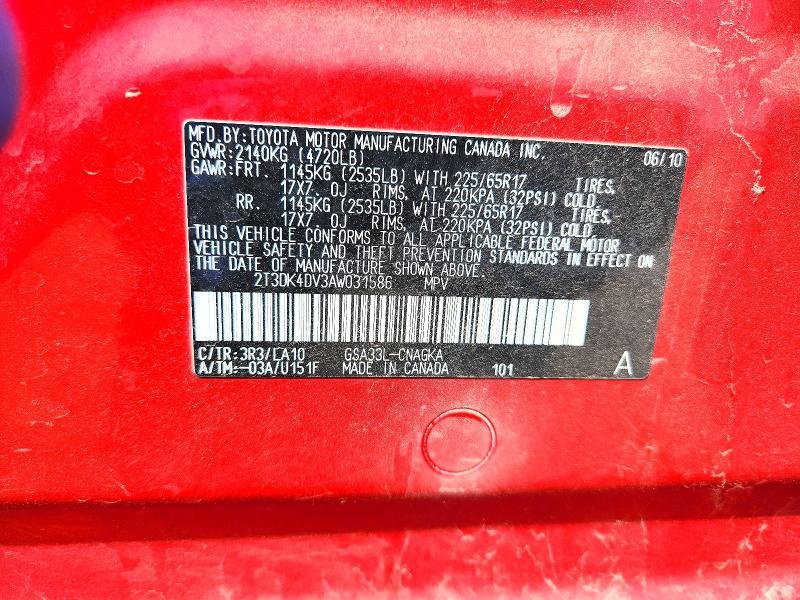 MFD. BY: TOYOTA MOTOR MANUFACTURING CANADA INC. 06/10
GVWR: 2140KG (4720LB)
GAWR: FRT. 1145KG (2535LB) WITH 225/65R17 TIRES,
17X7.0J RIMS, AT 220KPA (32PSI) COLD
RR. 1145KG (2535LB) WITH 225/65R17 TIRES,
17X7.0J RIMS, AT 220KPA (32PSI) COLD
THIS VEHICLE CONFORMS TO ALL APPLICABLE FEDERAL MOTOR
VEHICLE SAFETY AND THEFT PREVENTION STANDARDS IN EFFECT ON
THE DATE OF MANUFACTURE SHOWN ABOVE.
2T3DK4DV3AW031586 MPV
C/TR: 3R3/LA10 GSA33L-CNAGKA
A/TM: -03A/U151F MADE IN CANADA 101 A